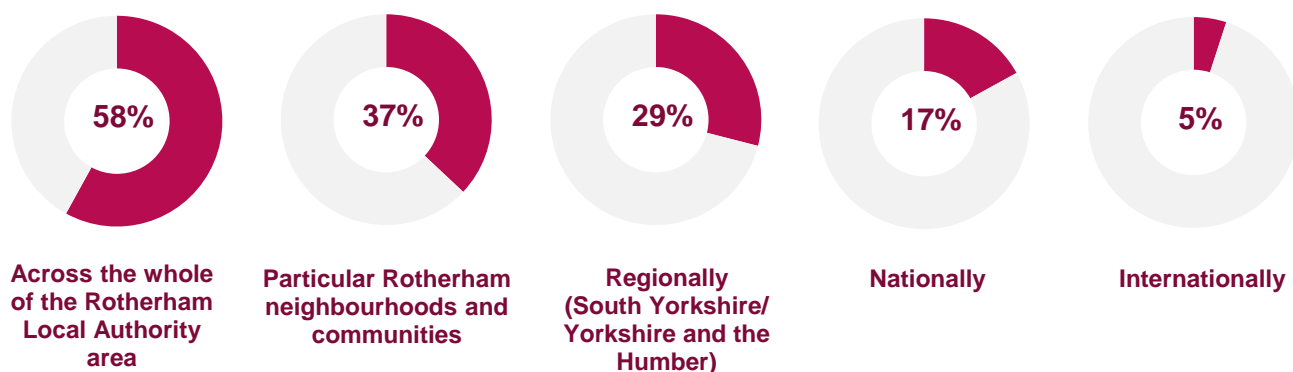 58%
37%
29%
17%
5%
Across the whole
of the Rotherham
Local Authority
area
Particular Rotherham
neighbourhoods and
communities
Regionally
(South Yorkshire/
Yorkshire and the
Humber)
Nationally
Internationally